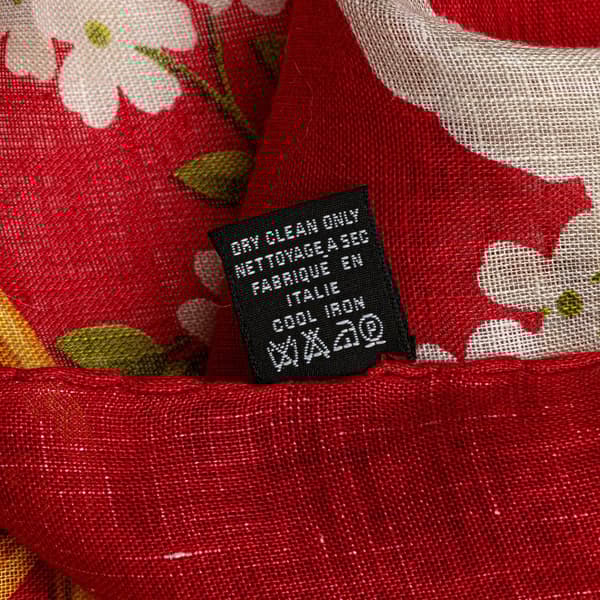 DRY CLEAN ONLY
NETTOYAGE A SEC
FABRIQUE EN
ITALIE
COOL IRON
P